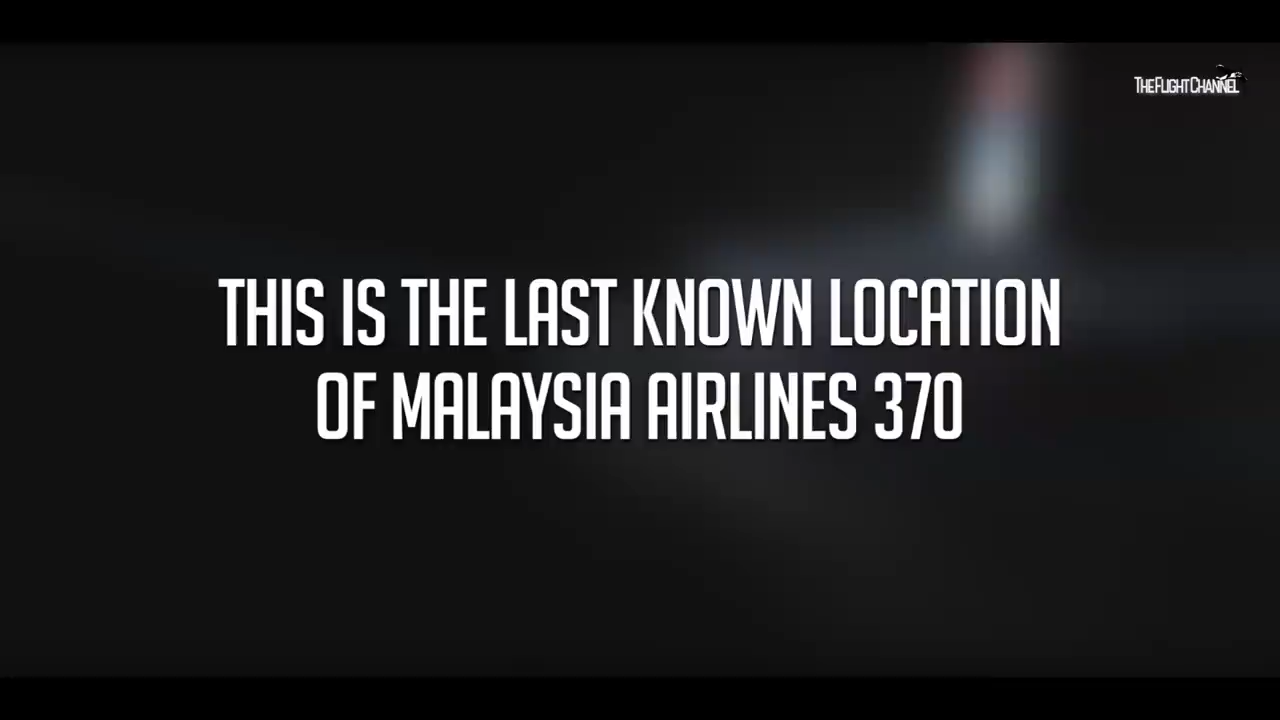 THEFLIGHTCHANNEL
THIS IS THE LAST KNOWN LOCATION
OF MALAYSIA AIRLINES 370